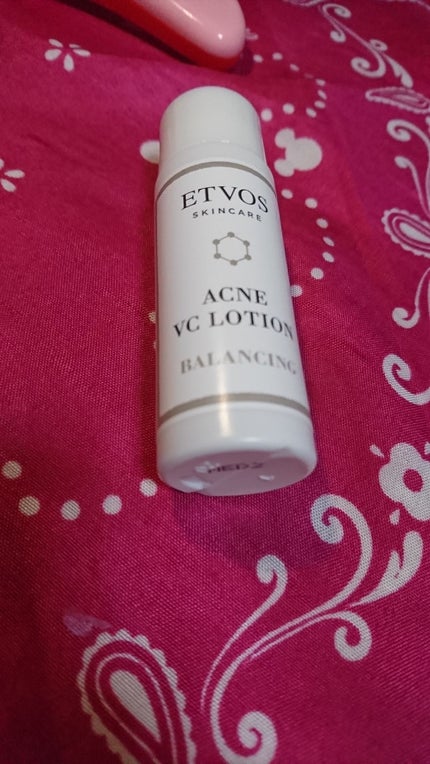 ETVOS
SKINCARE
ACNE
VC LOTION
BALANCING